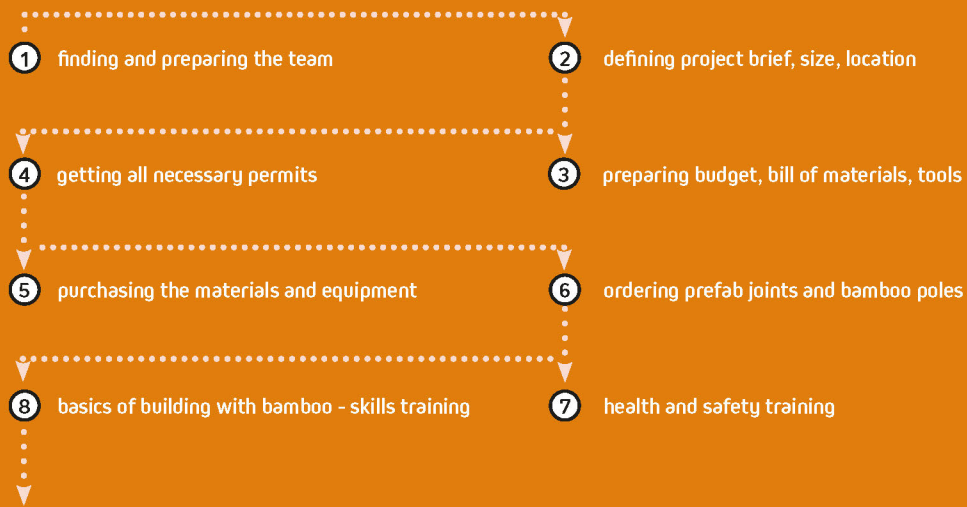 1 finding and preparing the team
2 defining project brief, size, location
3 preparing budget, bill of materials, tools
4 getting all necessary permits
5 purchasing the materials and equipment
6 ordering prefab joints and bamboo poles
7 health and safety training
8 basics of building with bamboo - skills training